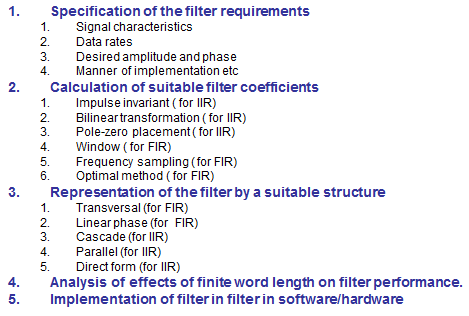 1. Specification of the filter requirements
1. Signal characteristics
2. Data rates
3. Desired amplitude and phase
4. Manner of implementation etc
2. Calculation of suitable filter coefficients
1. Impulse invariant ( for IIR)
2. Bilinear transformation ( for IIR)
3. Pole-zero placement ( for IIR)
4. Window ( for FIR)
5. Frequency sampling ( for FIR)
6. Optimal method ( for FIR)
3. Representation of the filter by a suitable structure
1. Transversal (for FIR)
2. Linear phase (for FIR)
3. Cascade (for IIR)
4. Parallel (for IIR)
5. Direct form (for IIR)
4. Analysis of effects of finite word length on filter performance.
5. Implementation of filter in filter in software/hardware